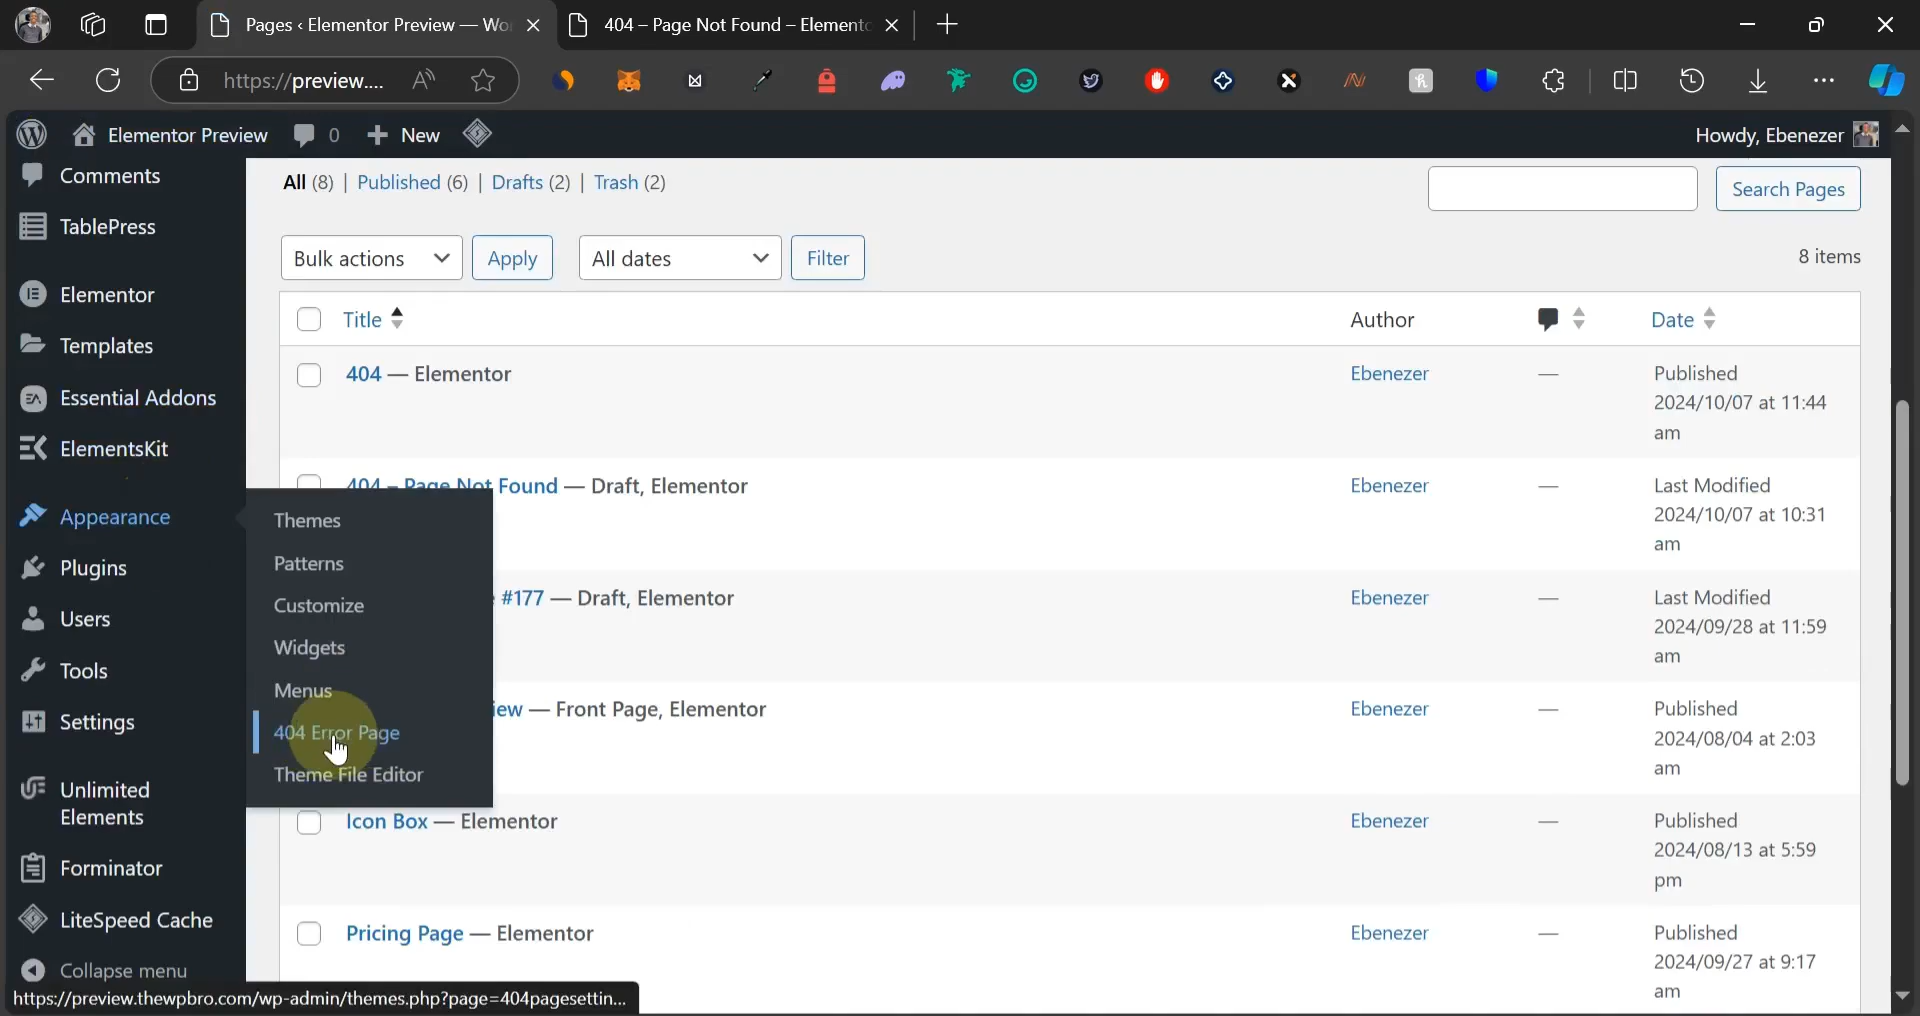 Pages ‹ Elementor Preview — Wo
404 – Page Not Found – Elemento
https://preview....
Elementor Preview
0
New
Howdy, Ebenezer
Comments
TablePress
Elementor
Templates
Essential Addons
ElementsKit
Appearance
Plugins
Users
Tools
Settings
Unlimited
Elements
Forminator
LiteSpeed Cache
Collapse menu
Themes
Patterns
Customize
Widgets
Menus
404 Error Page
Theme File Editor
All (8) | Published (6) | Drafts (2) | Trash (2)
Search Pages
Bulk actions
Apply
All dates
Filter
8 items
Title
Author
Date
404 — Elementor
Ebenezer
—
Published
2024/10/07 at 11:44
am
404 – Page Not Found — Draft, Elementor
Ebenezer
—
Last Modified
2024/10/07 at 10:31
am
#177 — Draft, Elementor
Ebenezer
—
Last Modified
2024/09/28 at 11:59
am
iew — Front Page, Elementor
Ebenezer
—
Published
2024/08/04 at 2:03
am
Icon Box — Elementor
Ebenezer
—
Published
2024/08/13 at 5:59
pm
Pricing Page — Elementor
Ebenezer
—
Published
2024/09/27 at 9:17
am
https://preview.thewpbro.com/wp-admin/themes.php?page=404pagesettin...